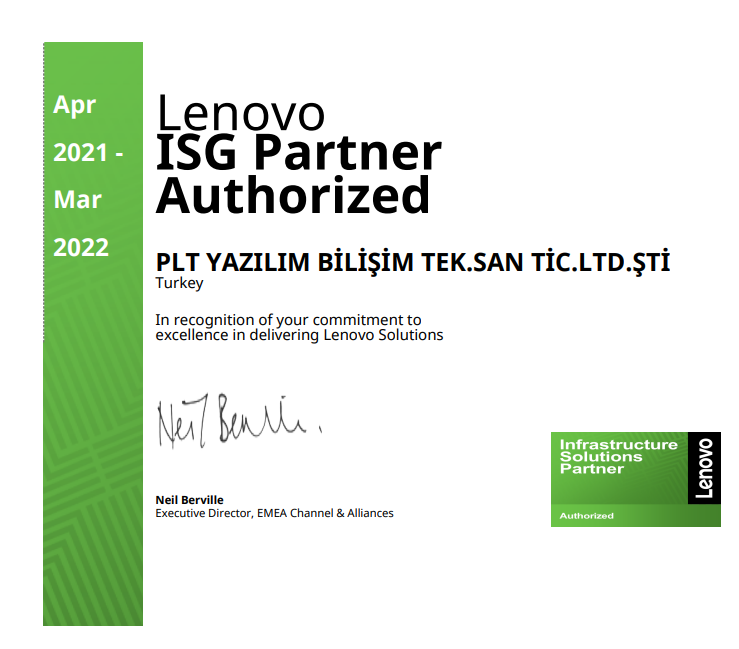 Apr
2021 -
Mar
2022
Lenovo
ISG Partner
Authorized
PLT YAZILIM BİLİŞİM TEK.SAN TİC.LTD.ŞTİ
Turkey
In recognition of your commitment to
excellence in delivering Lenovo Solutions
Neil Berville
Neil Berville
Executive Director, EMEA Channel & Alliances
Infrastructure
Solutions
Partner
Lenovo
Authorized